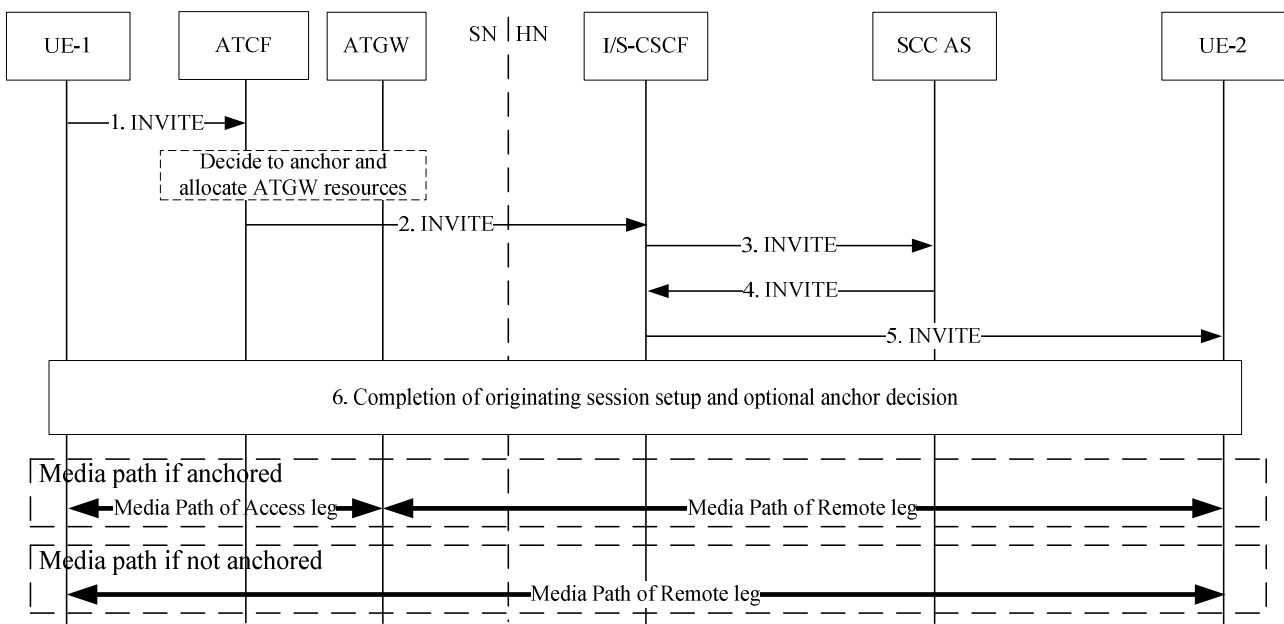 UE-1
ATCF
ATGW
SN
HN
I/S-CSCF
SCC AS
UE-2
1. INVITE
Decide to anchor and
allocate ATGW resources
2. INVITE
3. INVITE
4. INVITE
5. INVITE
6. Completion of originating session setup and optional anchor decision
Media path if anchored
Media Path of Access leg
Media Path of Remote leg
Media path if not anchored
Media Path of Remote leg